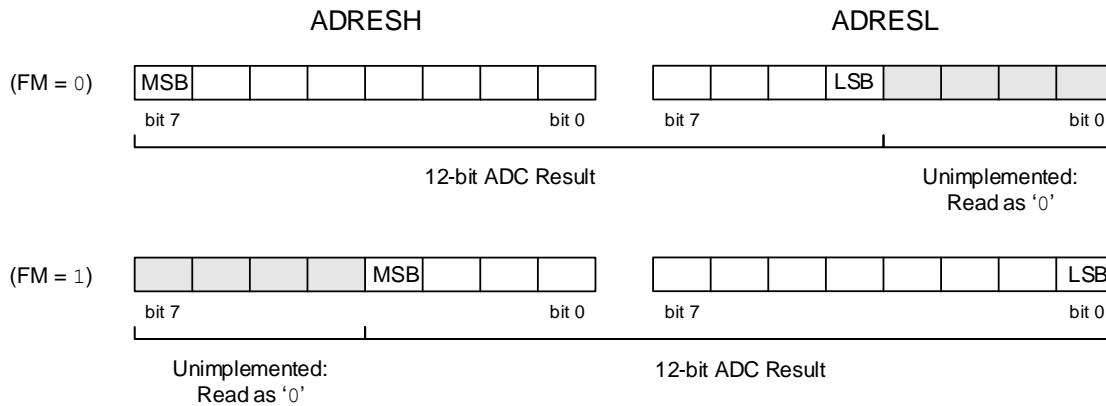 ADRESH ADRESL
(FM = 0) MSB LSB
bit 7 bit 0 bit 7 bit 0
12-bit ADC Result Unimplemented:
Read as ‘0’
(FM = 1) MSB LSB
bit 7 bit 0 bit 7 bit 0
Unimplemented: 12-bit ADC Result
Read as ‘0’